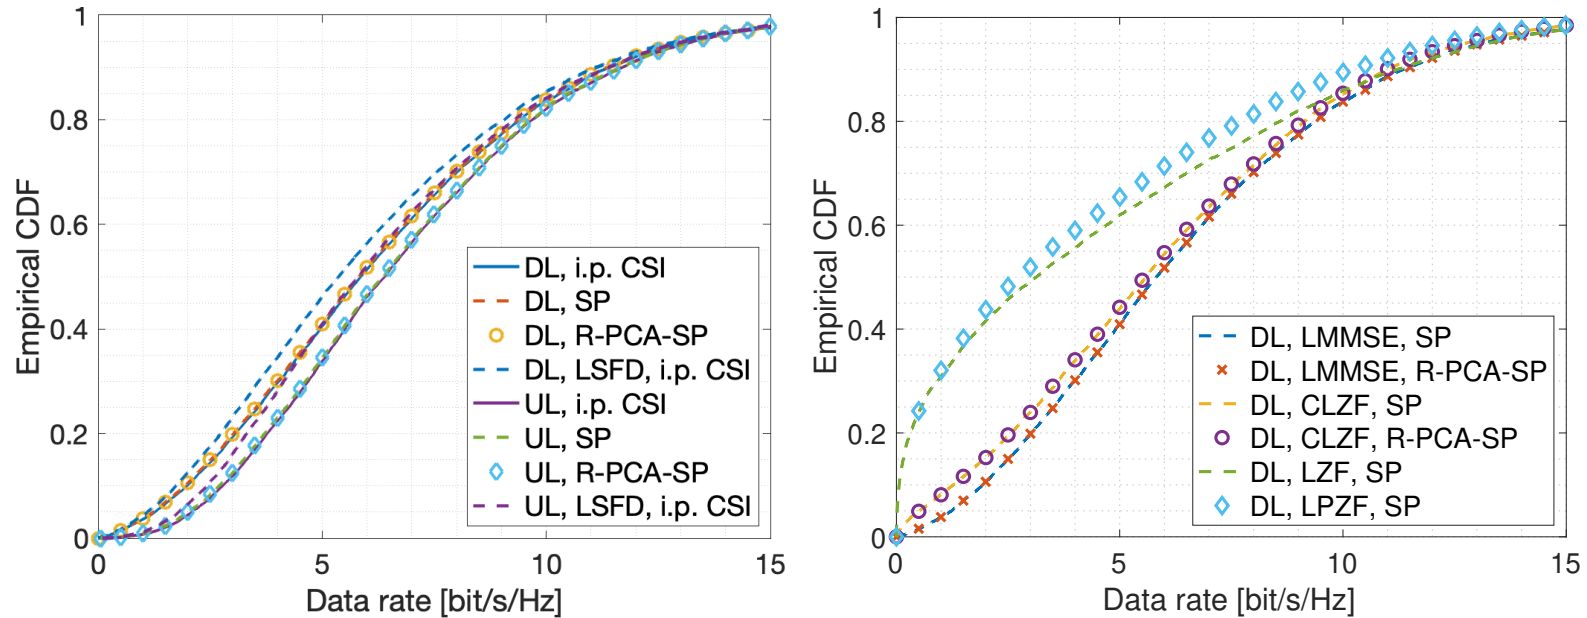 1
0.8
0.6
0.4
0.2
0
0
5
10
15
Empirical CDF
Data rate [bit/s/Hz]
DL, i.p. CSI
DL, SP
DL, R-PCA-SP
DL, LSFD, i.p. CSI
UL, i.p. CSI
UL, SP
UL, R-PCA-SP
UL, LSFD, i.p. CSI
1
0.8
0.6
0.4
0.2
0
0
5
10
15
Empirical CDF
Data rate [bit/s/Hz]
DL, LMMSE, SP
DL, LMMSE, R-PCA-SP
DL, CLZF, SP
DL, CLZF, R-PCA-SP
DL, LZF, SP
DL, LPZF, SP